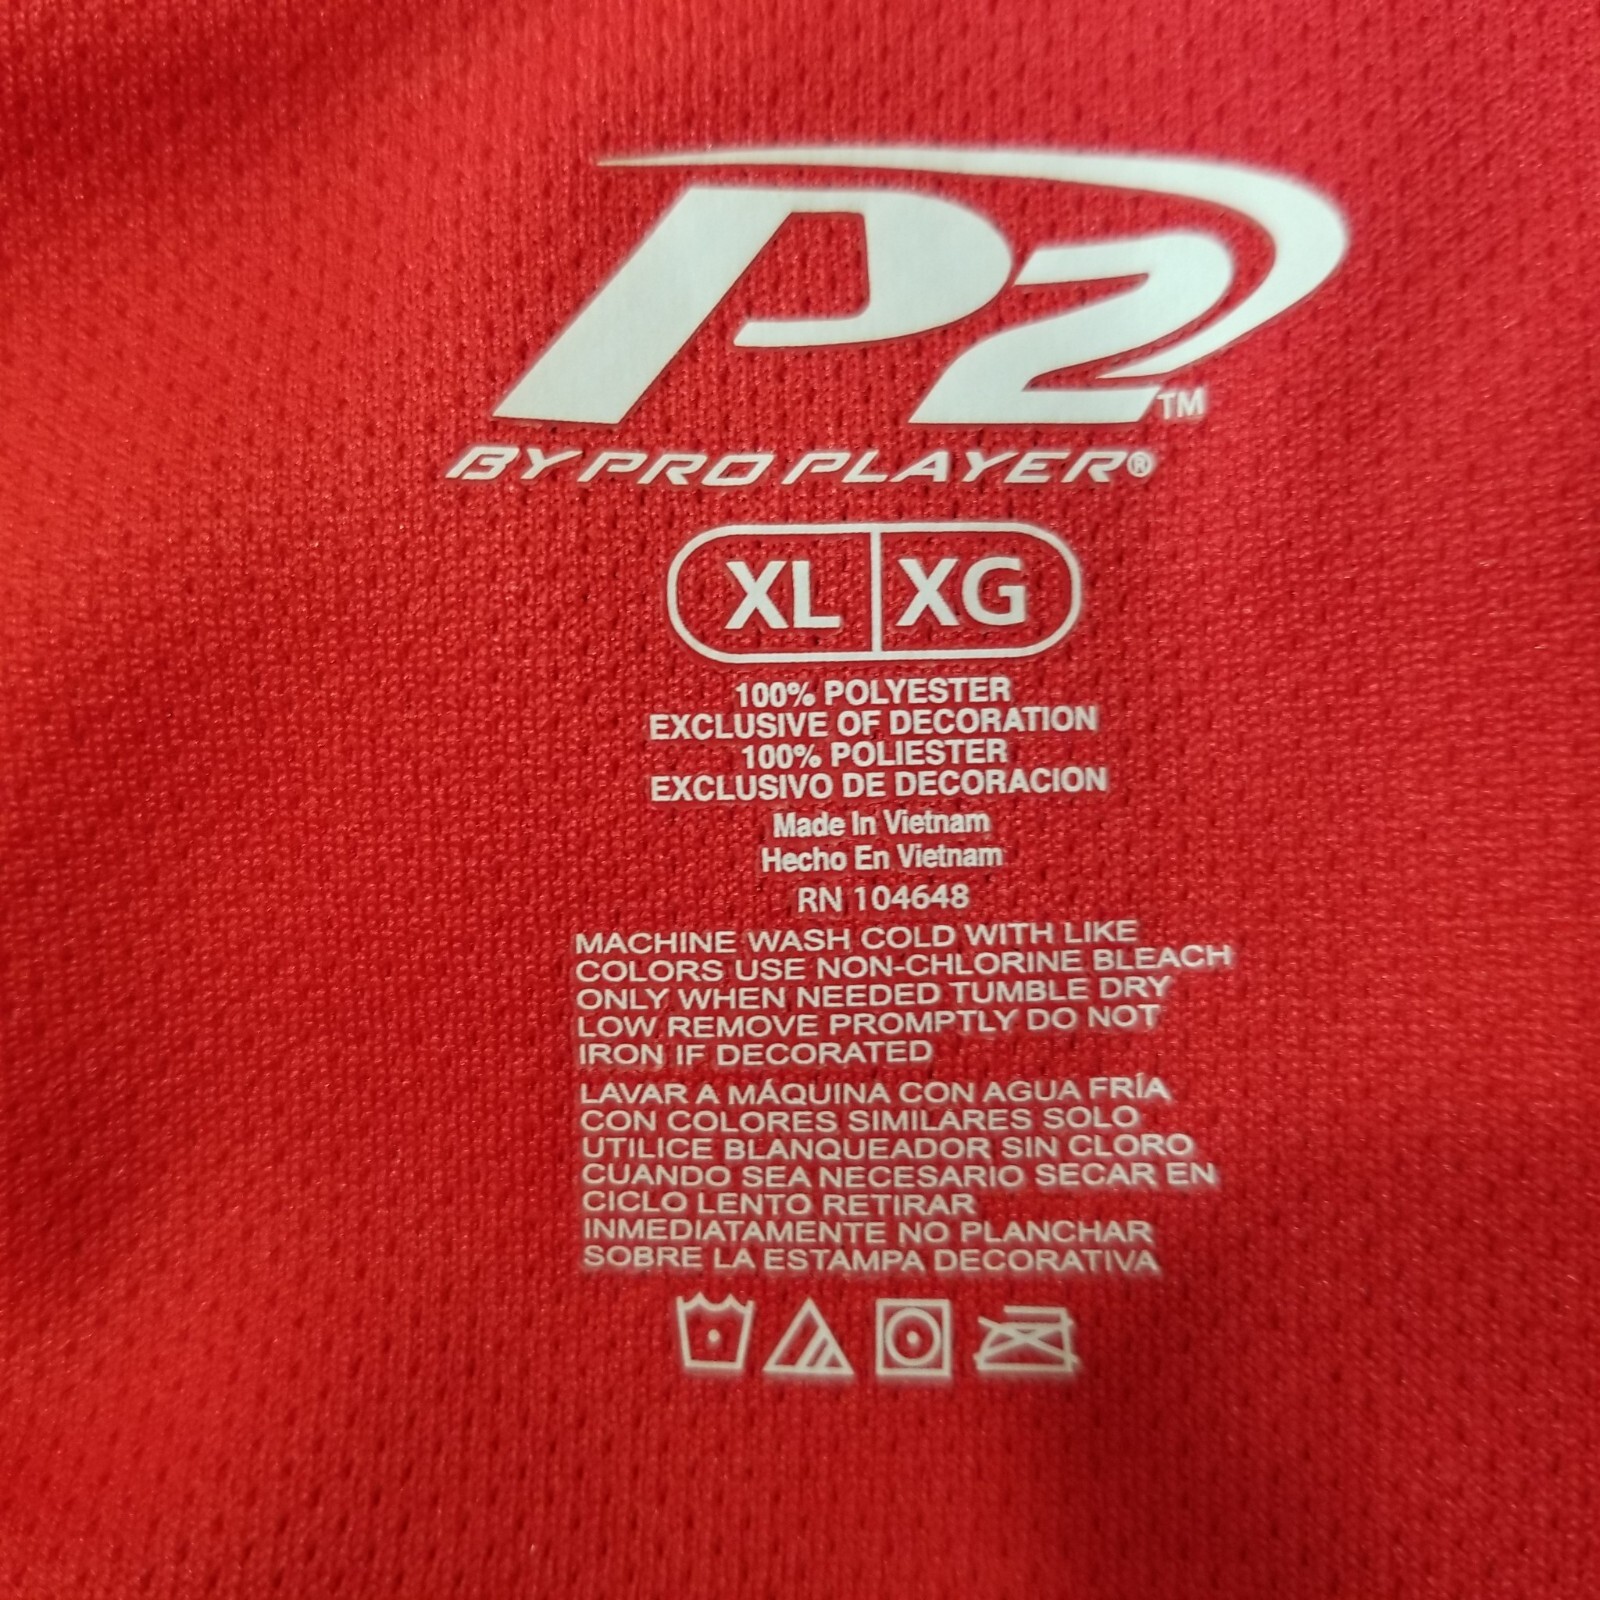 P2™
BY PRO PLAYER®
XL XG
100% POLYESTER
EXCLUSIVE OF DECORATION
100% POLIESTER
EXCLUSIVO DE DECORACION
Made In Vietnam
Hecho En Vietnam
RN 104648
MACHINE WASH COLD WITH LIKE
COLORS USE NON-CHLORINE BLEACH
ONLY WHEN NEEDED TUMBLE DRY
LOW REMOVE PROMPTLY DO NOT
IRON IF DECORATED
LAVAR A MÁQUINA CON AGUA FRÍA
CON COLORES SIMILARES SOLO
UTILICE BLANQUEADOR SIN CLORO
CUANDO SEA NECESARIO SECAR EN
CICLO LENTO RETIRAR
INMEDIATAMENTE NO PLANCHAR
SOBRE LA ESTAMPA DECORATIVA